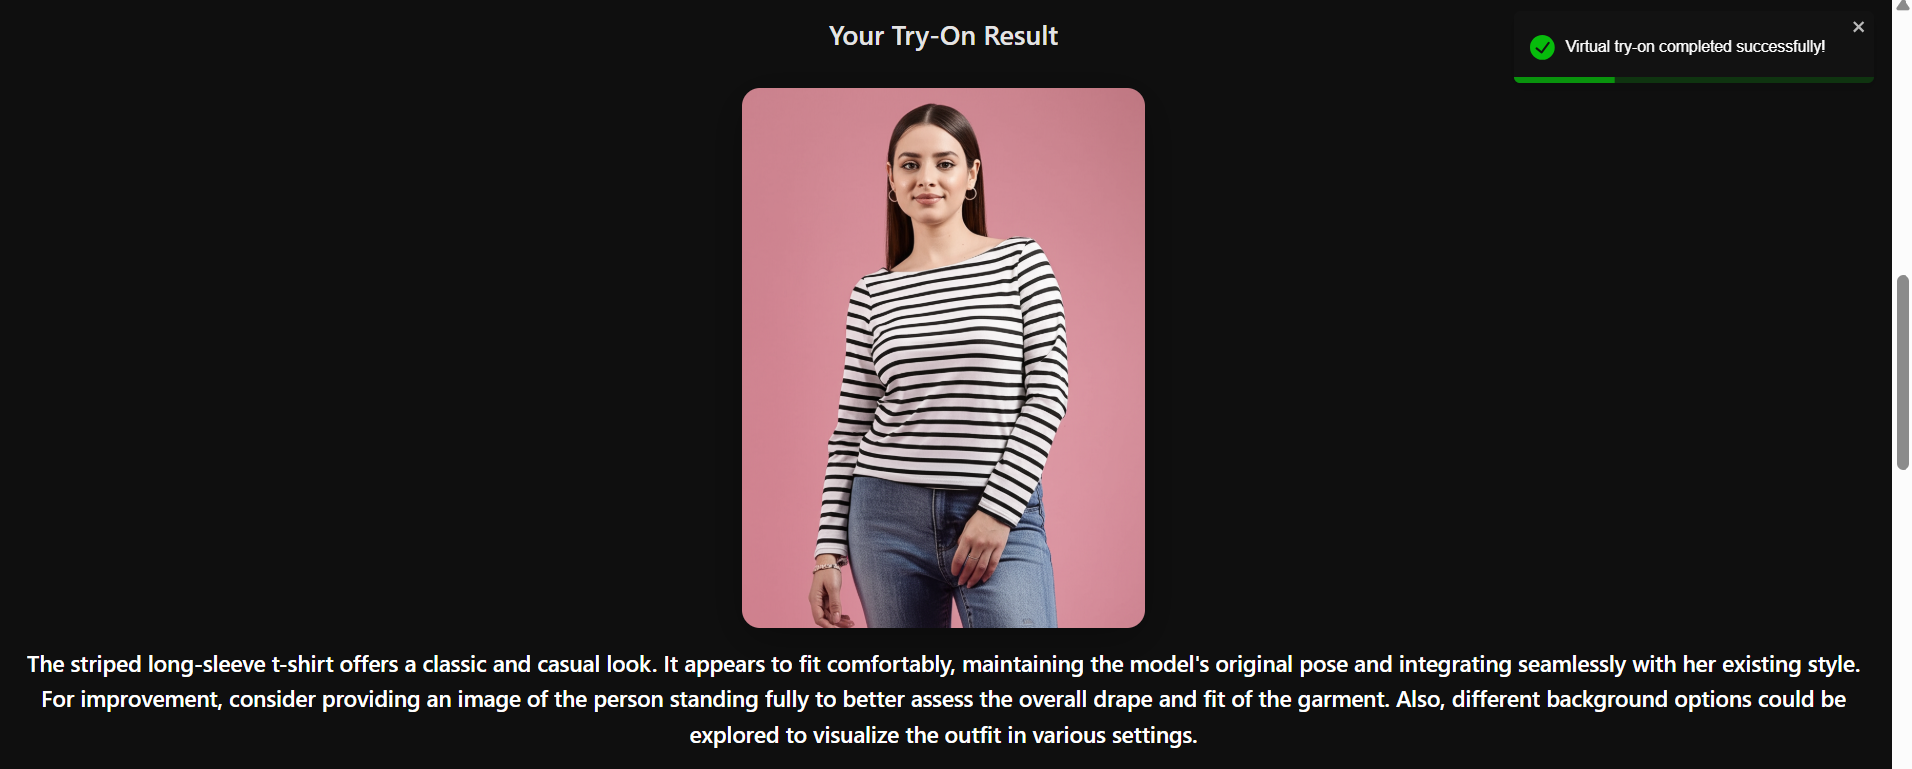 Your Try-On Result
Virtual try-on completed successfully!
The striped long-sleeve t-shirt offers a classic and casual look. It appears to fit comfortably, maintaining the model's original pose and integrating seamlessly with her existing style.
For improvement, consider providing an image of the person standing fully to better assess the overall drape and fit of the garment. Also, different background options could be
explored to visualize the outfit in various settings.